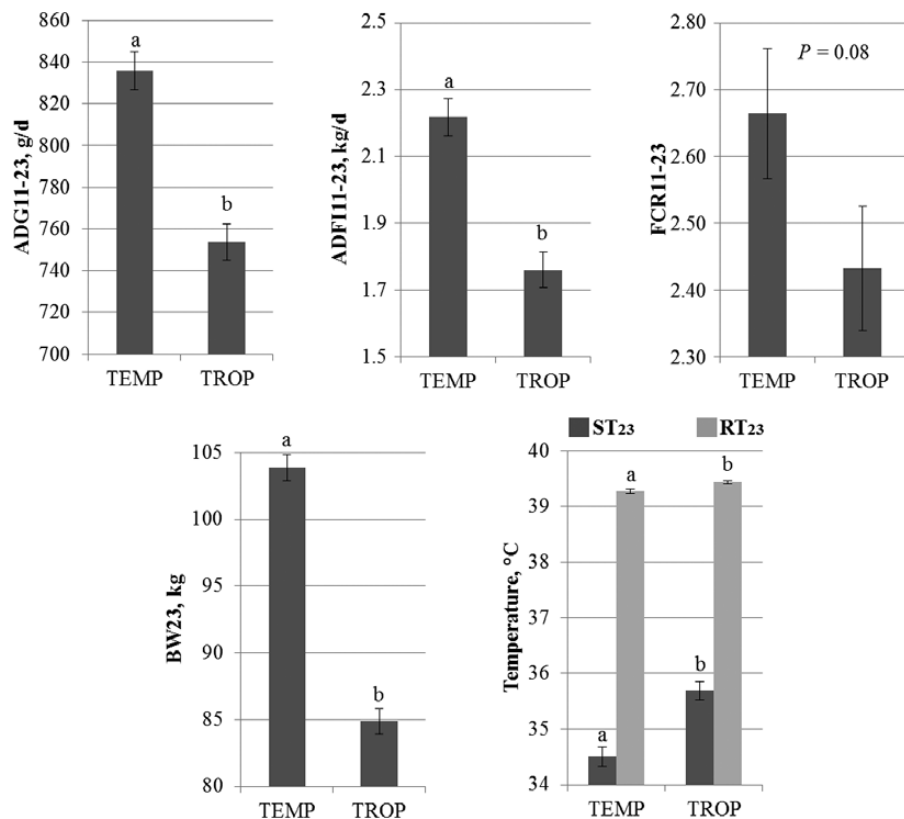 ADG11-23, g/d
860
840
820
800
780
760
740
720
700
a
b
TEMP
TROP
ADFI11-23, kg/d
2.5
2.3
2.1
1.9
1.7
1.5
a
b
TEMP
TROP
FCR11-23
2.80
2.70
2.60
2.50
2.40
2.30
P = 0.08
TEMP
TROP
BW23, kg
105
103
100
95
90
85
80
a
b
TEMP
TROP
ST23 RT23
Temperature, °C
40
39
38
37
36
35
34
a
a
b
b
TEMP
TROP